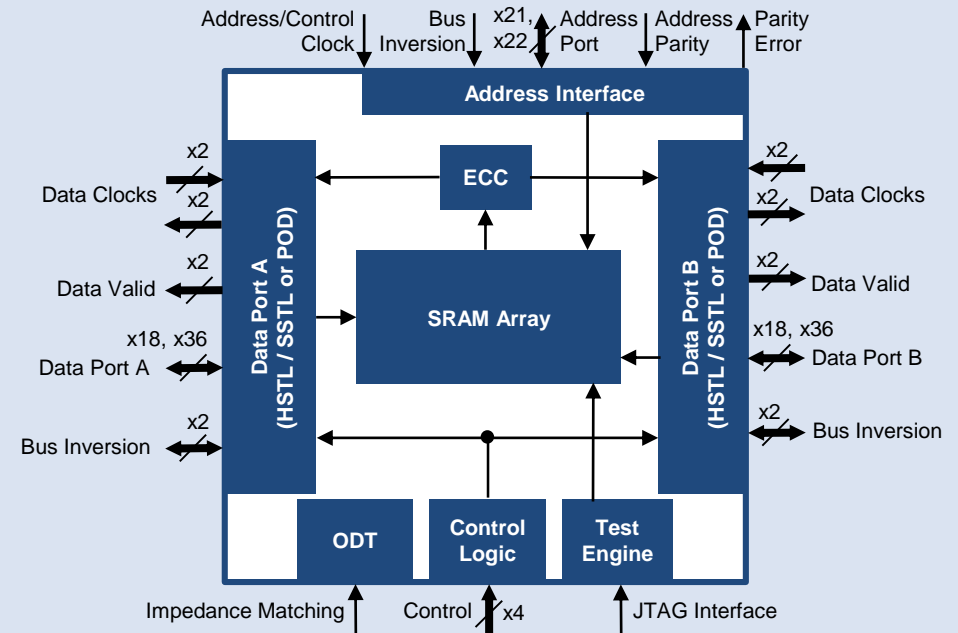 Address/Control
Clock
Bus
Inversion
x21,
x22
Address
Port
Address
Parity
Parity
Error
Address Interface
x2
Data Clocks
x2
x2
Data Valid
x18, x36
Data Port A
x2
Bus Inversion
Data Port A
(HSTL / SSTL or POD)
ECC
SRAM Array
Data Port B
(HSTL / SSTL or POD)
x2
Data Clocks
x2
x2
Data Valid
x18, x36
Data Port B
x2
Bus Inversion
ODT
Control
Logic
Test
Engine
Impedance Matching
Control
x4
JTAG Interface